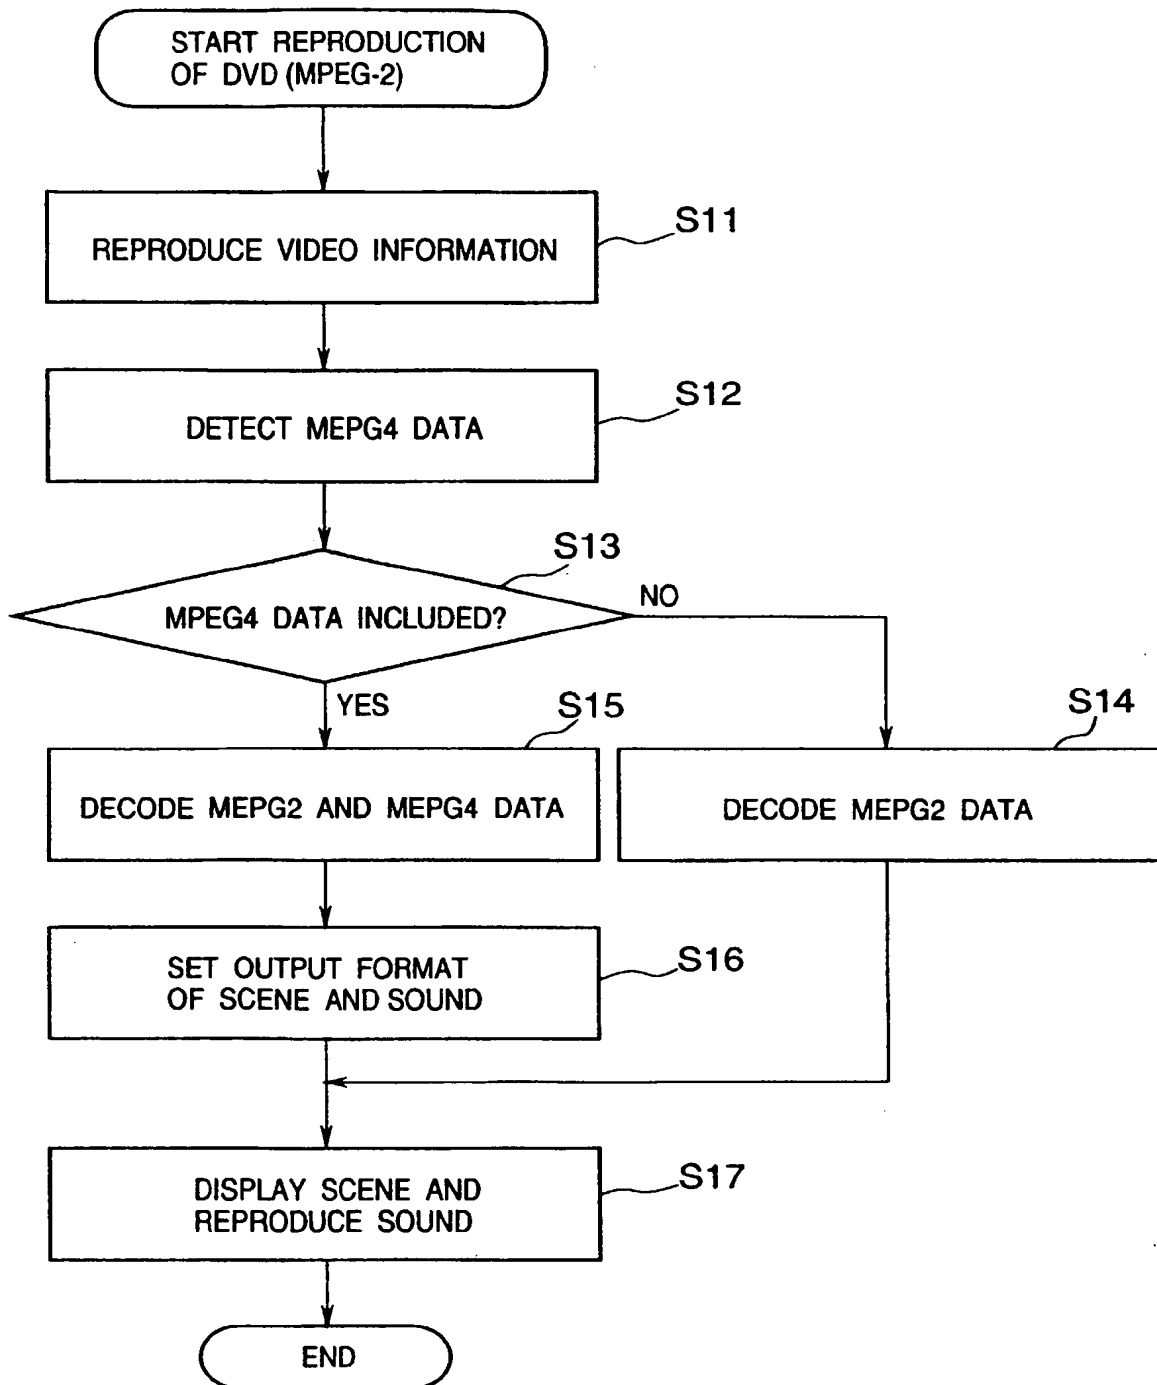 START REPRODUCTION
OF DVD (MPEG-2)
REPRODUCE VIDEO INFORMATION
S11
DETECT MEPG4 DATA
S12
MPEG4 DATA INCLUDED?
S13
NO
YES
S15
DECODE MEPG2 AND MEPG4 DATA
S14
DECODE MEPG2 DATA
SET OUTPUT FORMAT
OF SCENE AND SOUND
S16
DISPLAY SCENE AND
REPRODUCE SOUND
S17
END